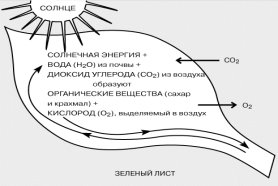 СОЛНЦЕ
СОЛНЕЧНАЯ ЭНЕРГИЯ +
ВОДА (H₂O) из почвы +
ДИОКСИД УГЛЕРОДА (CO₂) из воздуха
CO₂
образуют
ОРГАНИЧЕСКИЕ ВЕЩЕСТВА (сахар
и крахмал) +
O₂
КИСЛОРОД (O₂), выделяемый в воздух
ЗЕЛЕНЫЙ ЛИСТ